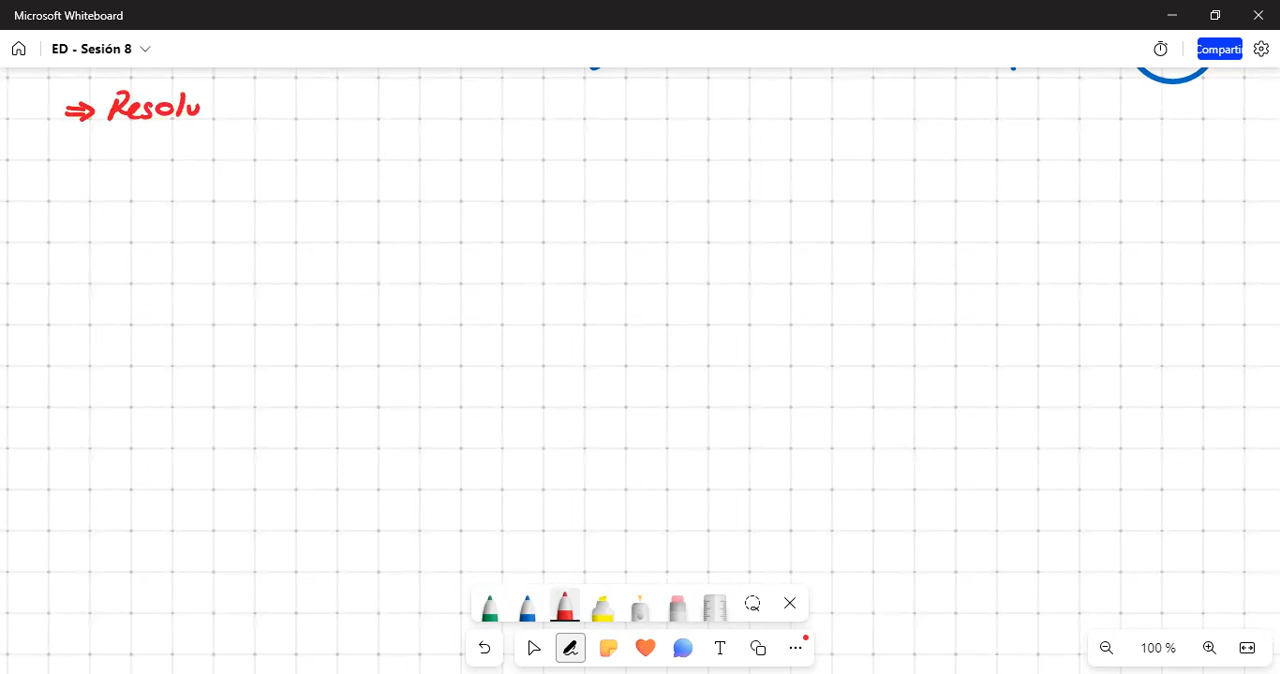 Microsoft Whiteboard
ED - Sesión 8
Comparti
⇒ Resolu
100 %